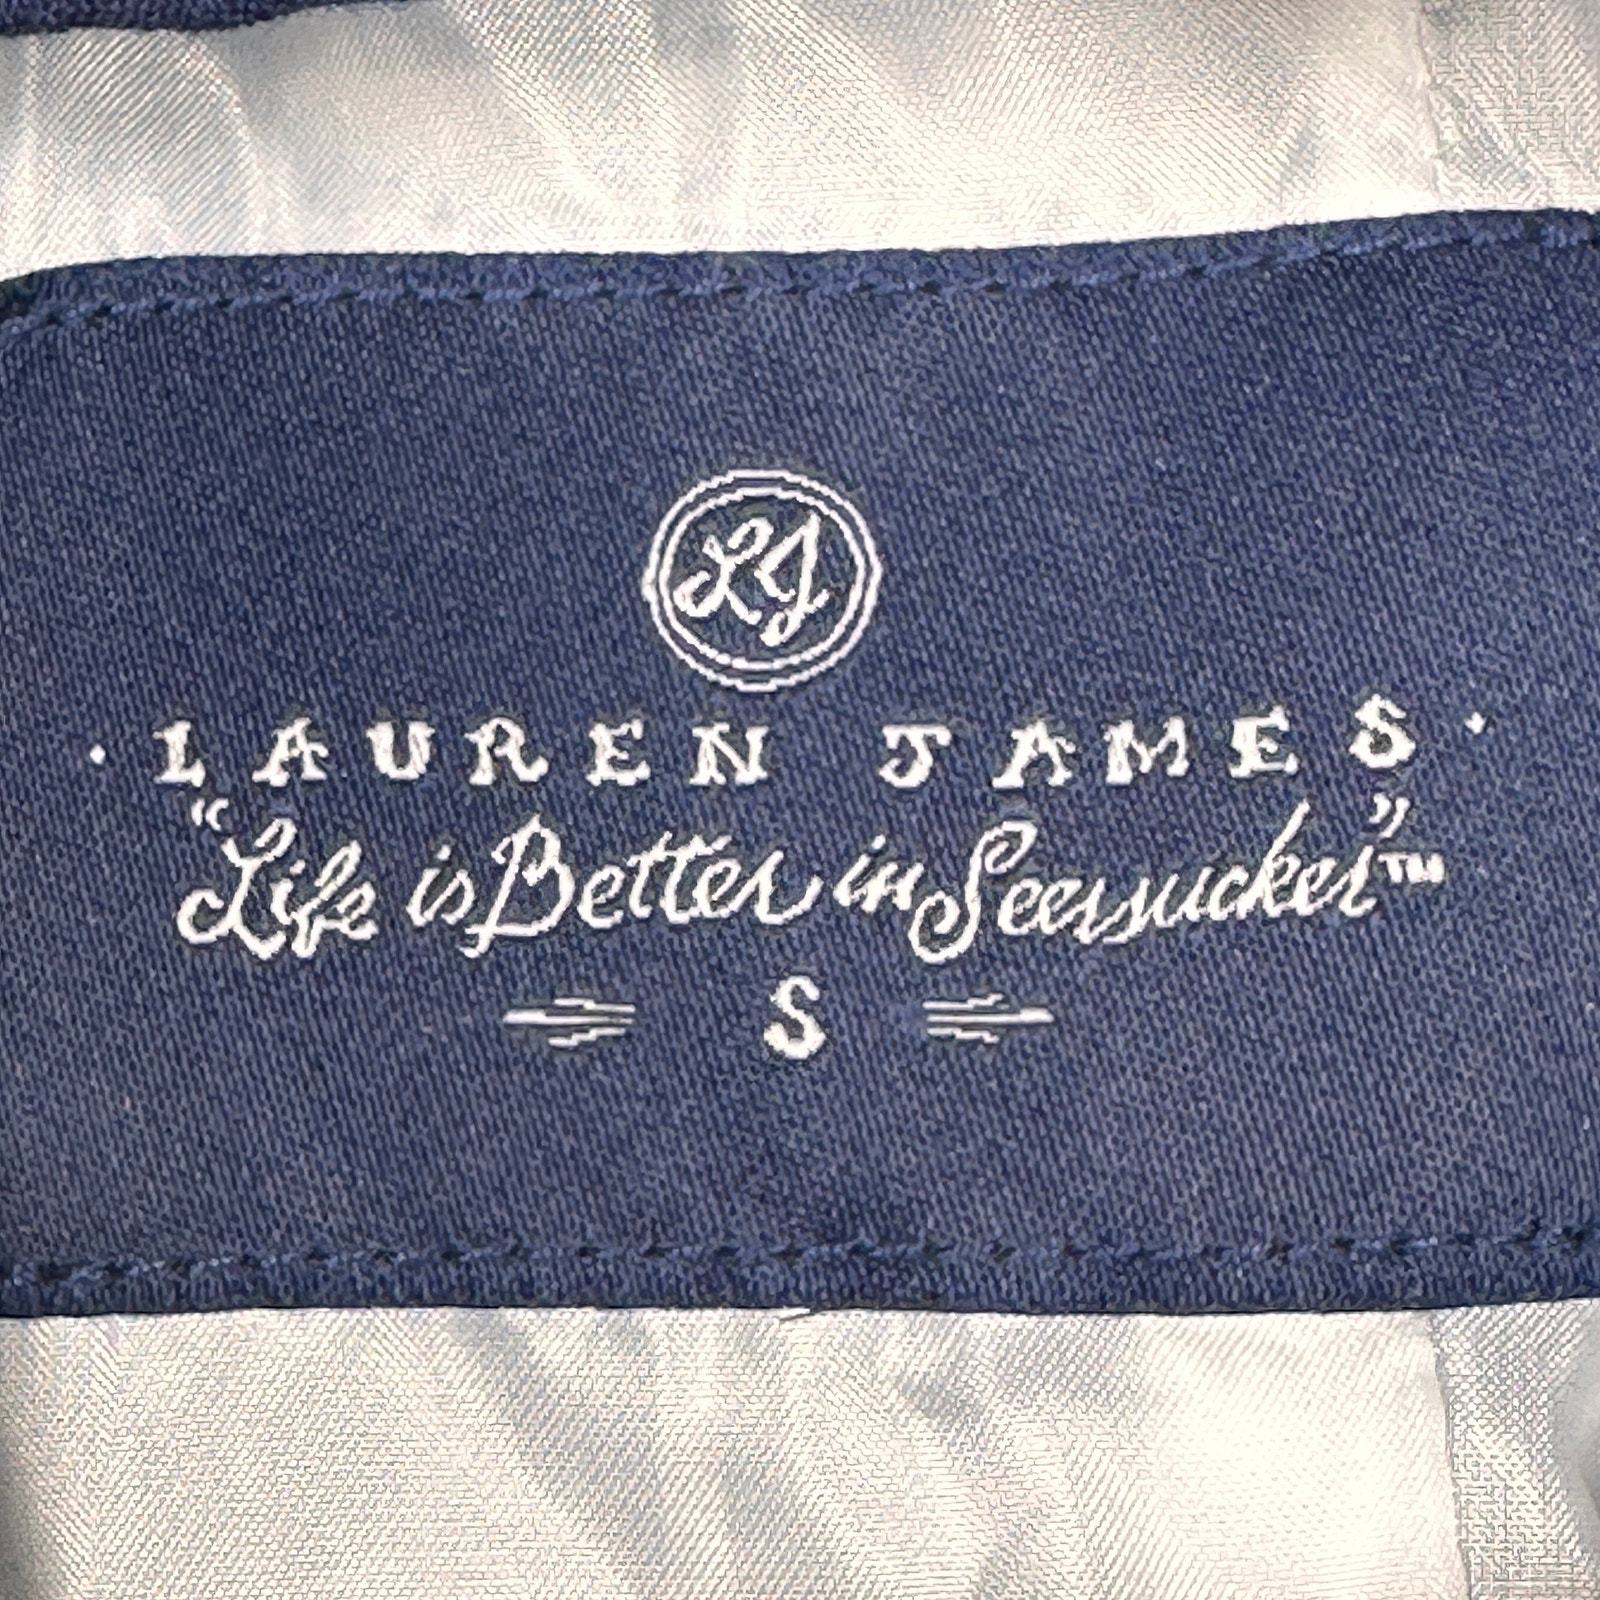 LJ
· LAUREN JAMES ·
“Life is Better in Seersucker”™
S